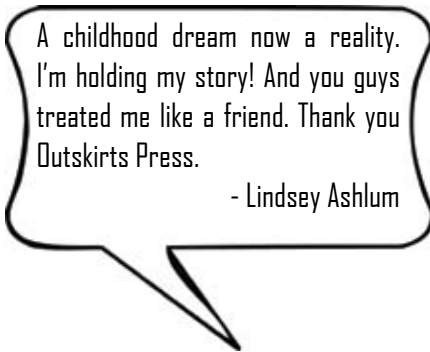 A childhood dream now a reality.
I'm holding my story! And you guys
treated me like a friend. Thank you
Outskirts Press.
- Lindsey Ashlum